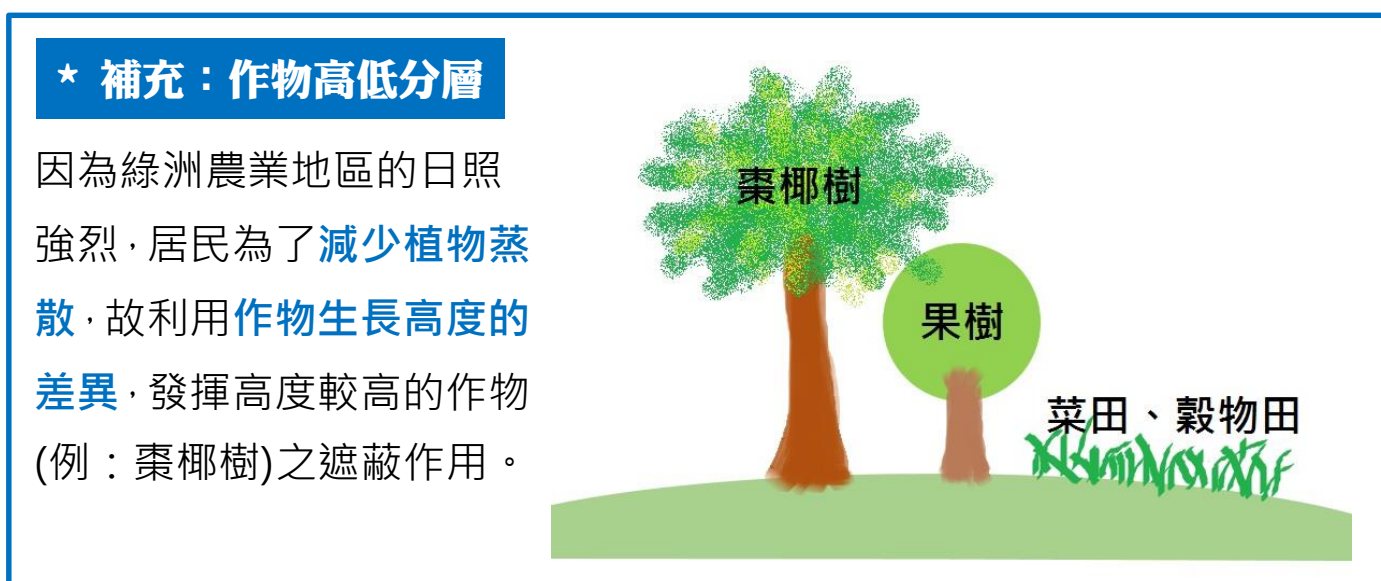 * 補充：作物高低分層
因為綠洲農業地區的日照
強烈，居民為了減少植物蒸
散，故利用作物生長高度的
差異，發揮高度較高的作物
(例：棗椰樹)之遮蔽作用。
棗椰樹
果樹
菜田、穀物田